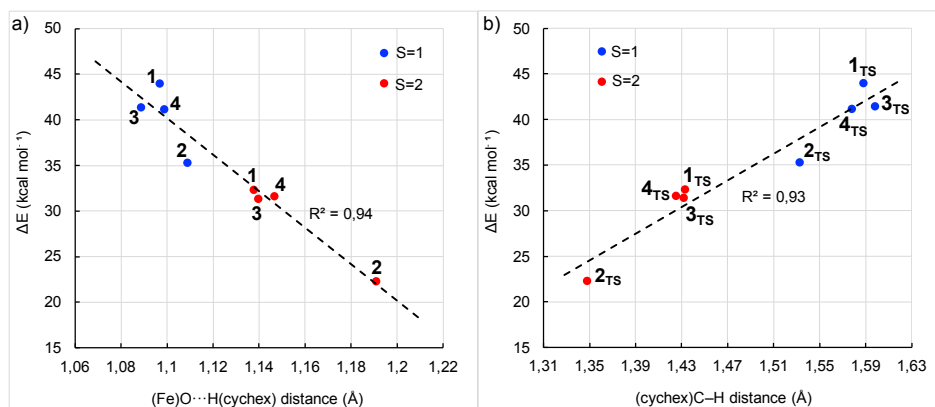 a)
50
45
40
35
30
25
20
15
ΔE (kcal mol⁻¹)
S=1
S=2
1
3
4
2
1
4
3
R² = 0,94
2
1,06 1,08 1,1 1,12 1,14 1,16 1,18 1,2 1,22
(Fe)O···H(cychex) distance (Å)
b)
50
45
40
35
30
25
20
15
ΔE (kcal mol⁻¹)
S=1
S=2
1TS
3TS
4TS
2TS
4TS
1TS
3TS
R² = 0,93
2TS
1,31 1,35 1,39 1,43 1,47 1,51 1,55 1,59 1,63
(cychex)C–H distance (Å)